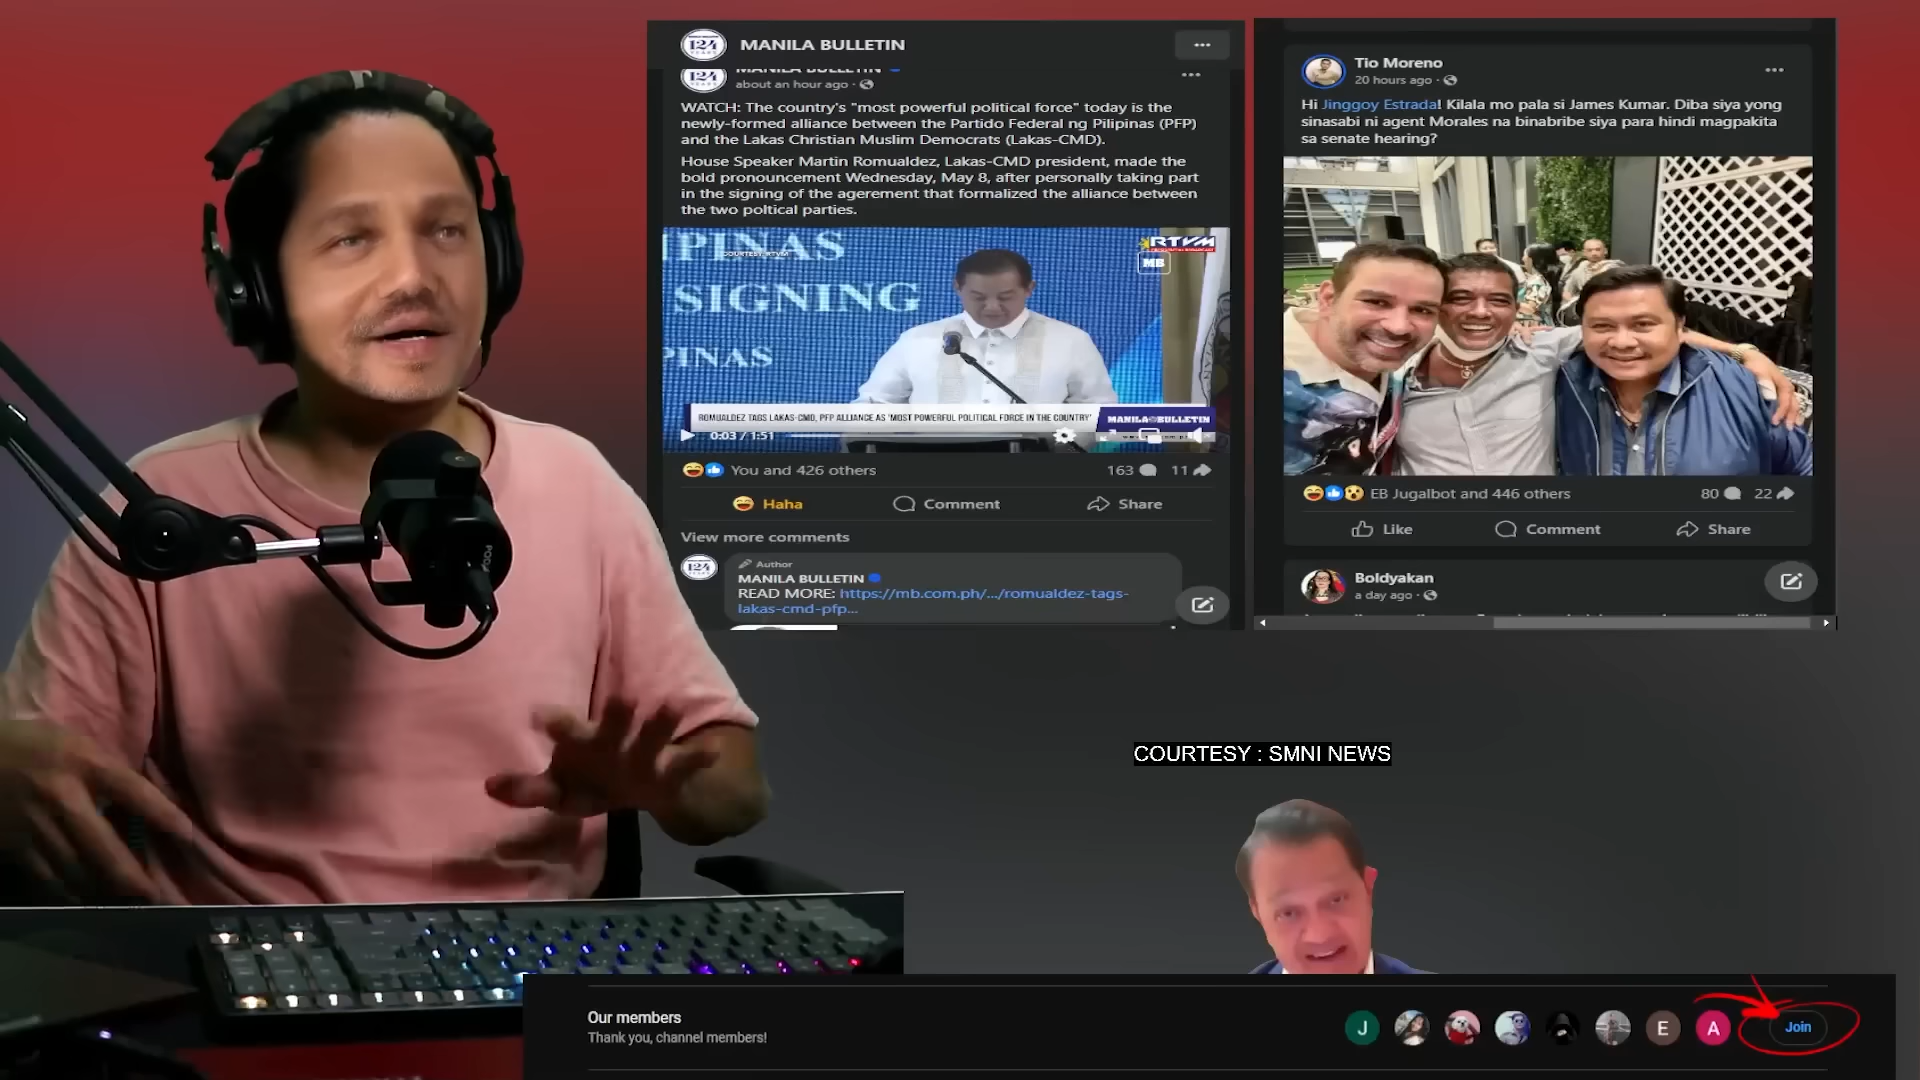 124
YEARS
MANILA BULLETIN
...
124
YEARS
MANILA BULLETIN
about an hour ago ·
...
WATCH: The country's "most powerful political force" today is the
newly-formed alliance between the Partido Federal ng Pilipinas (PFP)
and the Lakas Christian Muslim Democrats (Lakas-CMD).
House Speaker Martin Romualdez, Lakas-CMD president, made the
bold pronouncement Wednesday, May 8, after personally taking part
in the signing of the agerement that formalized the alliance between
the two poltical parties.
IPINAS
COURTESY: RTVM
RTVM
MB
SIGNING
PINAS
ROMUALDEZ TAGS LAKAS-CMD, PFP ALLIANCE AS 'MOST POWERFUL POLITICAL FORCE IN THE COUNTRY'
MANILA BULLETIN
0:03 / 1:51
You and 426 others
163
11
Haha
Comment
Share
View more comments
124
Author
MANILA BULLETIN
READ MORE: https://mb.com.ph/.../romualdez-tags-
lakas-cmd-pfp...
Tio Moreno
20 hours ago ·
...
Hi Jinggoy Estrada! Kilala mo pala si James Kumar. Diba siya yong
sinasabi ni agent Morales na binabribe siya para hindi magpakita
sa senate hearing?
EB Jugalbot and 446 others
80
22
Like
Comment
Share
Boldyakan
a day ago ·
COURTESY : SMNI NEWS
Our members
Thank you, channel members!
J
E
A
Join